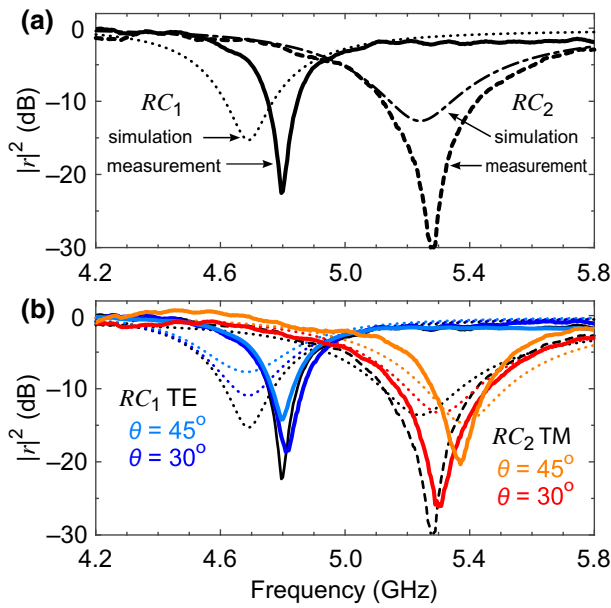 (a)
0
−10
−20
−30
|r|² (dB)
RC₁
simulation
measurement
RC₂
simulation
measurement
4.2 4.6 5.0 5.4 5.8
(b)
0
−10
−20
−30
|r|² (dB)
RC₁ TE
θ = 45°
θ = 30°
RC₂ TM
θ = 45°
θ = 30°
4.2 4.6 5.0 5.4 5.8
Frequency (GHz)